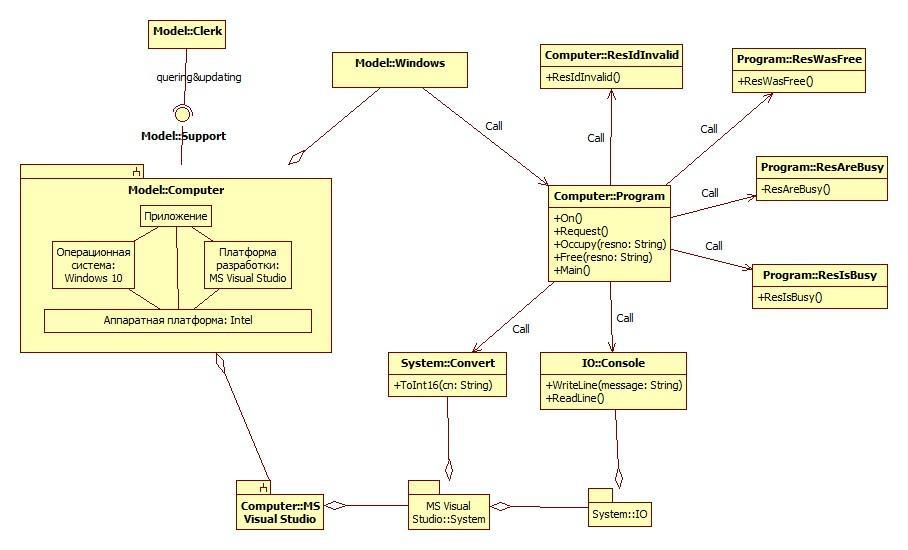 Model::Clerk
quering&updating
Model::Support
Model::Windows
Computer::ResIdInvalid
+ResIdInvalid()
Program::ResWasFree
+ResWasFree()
Call
Call
Call
Model::Computer
Приложение
Операционная
система:
Windows 10
Платформа
разработки:
MS Visual Studio
Аппаратная платформа: Intel
Computer::Program
+On()
+Request()
+Occupy(resno: String)
+Free(resno: String)
+Main()
Call
Program::ResAreBusy
-ResAreBusy()
Call
Program::ResIsBusy
+ResIsBusy()
Call
Call
System::Convert
+ToInt16(cn: String)
IO::Console
+WriteLine(message: String)
+ReadLine()
Computer::MS
Visual Studio
MS Visual
Studio::System
System::IO